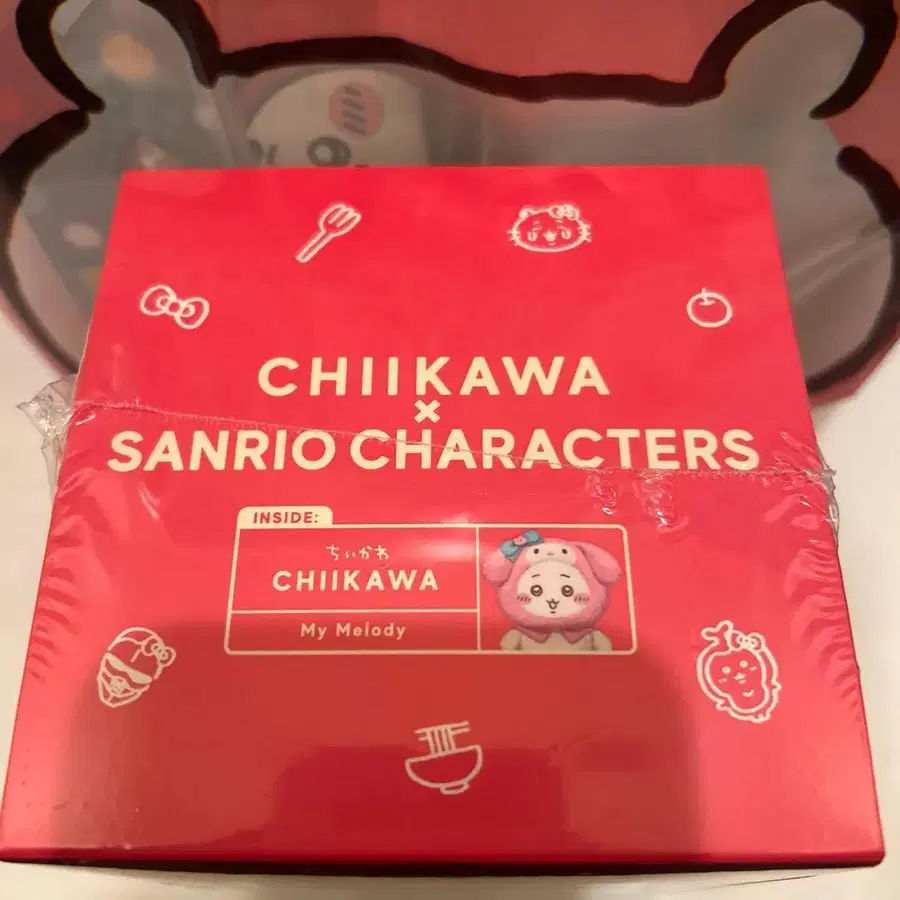 CHIIKAWA
×
SANRIO CHARACTERS
INSIDE:
ちいかわ
CHIIKAWA
My Melody